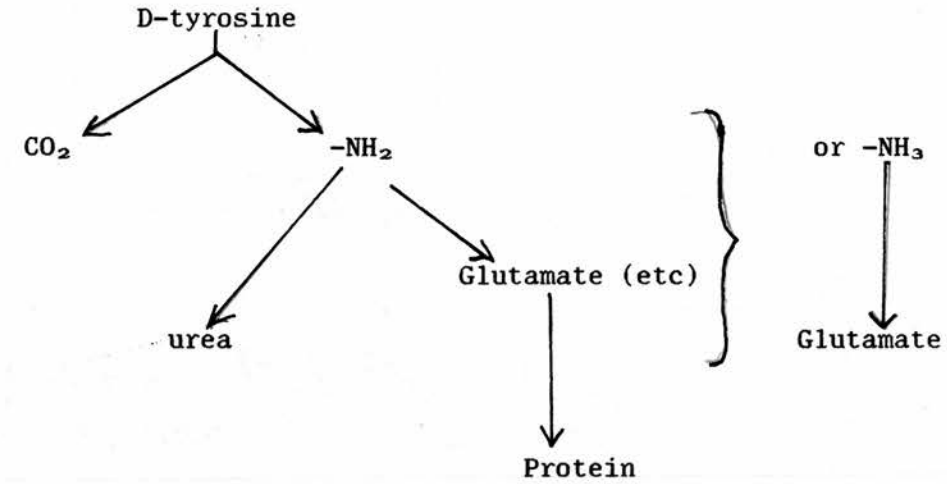 D-tyrosine
CO₂
-NH₂
or -NH₃
Glutamate (etc)
urea
Glutamate
Protein